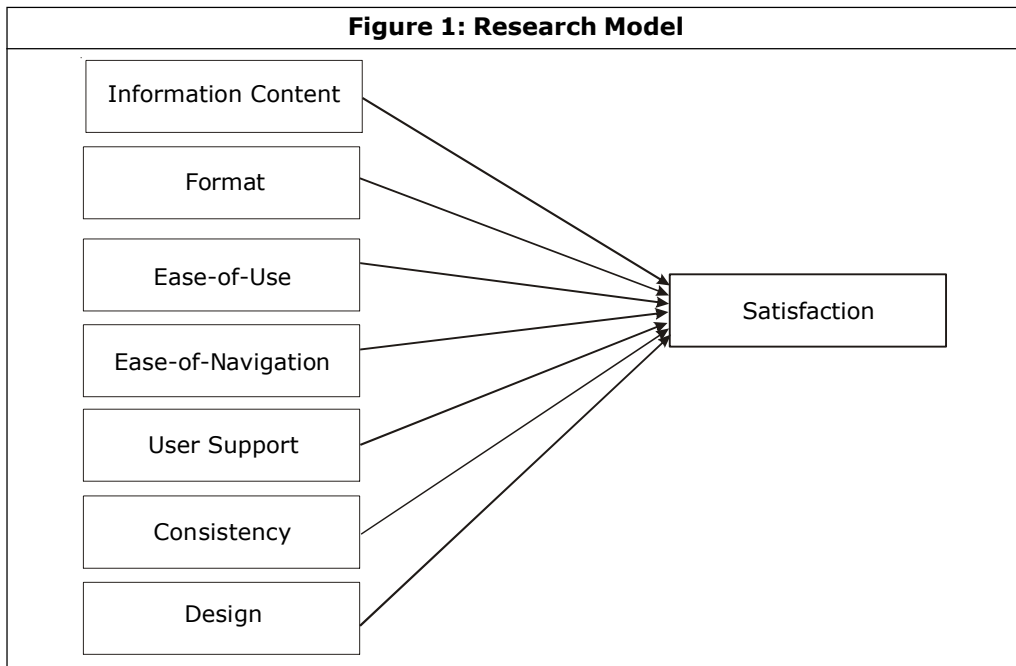 Figure 1: Research Model
Information Content
Format
Ease-of-Use
Ease-of-Navigation
User Support
Consistency
Design
Satisfaction